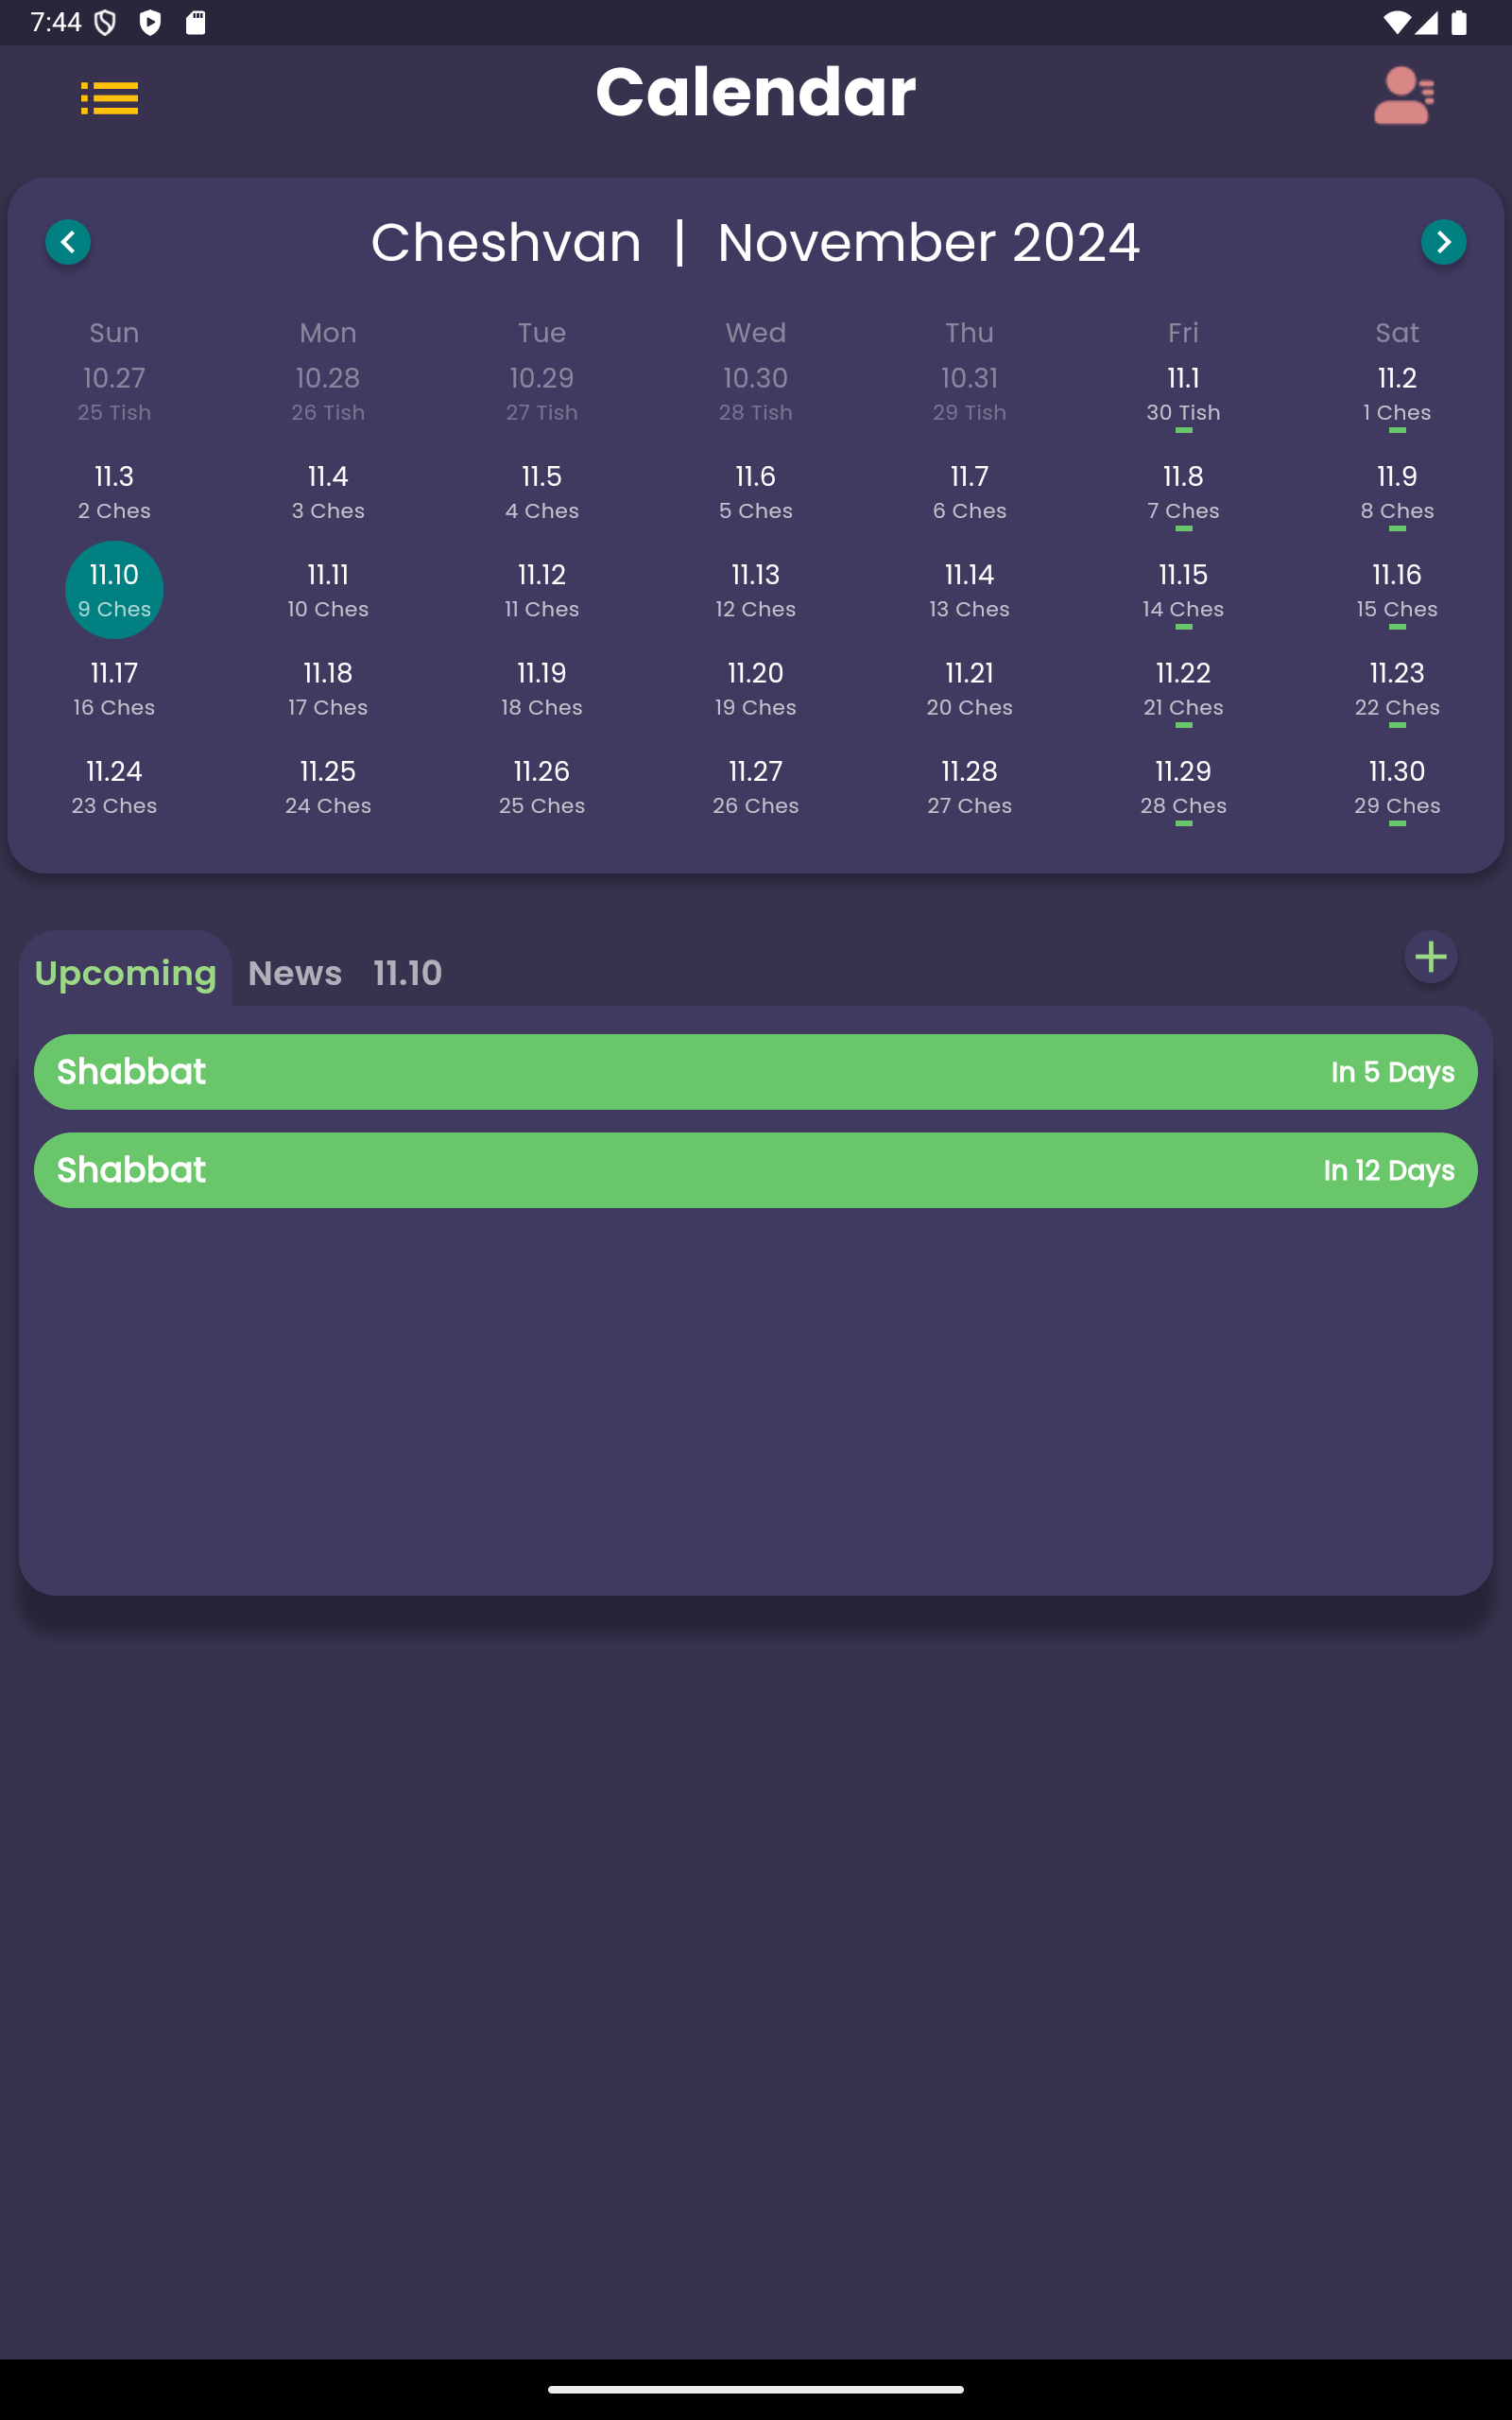 7:44
Calendar
Cheshvan | November 2024
Sun Mon Tue Wed Thu Fri Sat
10.27 10.28 10.29 10.30 10.31 11.1 11.2
25 Tish 26 Tish 27 Tish 28 Tish 29 Tish 30 Tish 1 Ches
11.3 11.4 11.5 11.6 11.7 11.8 11.9
2 Ches 3 Ches 4 Ches 5 Ches 6 Ches 7 Ches 8 Ches
11.10 11.11 11.12 11.13 11.14 11.15 11.16
9 Ches 10 Ches 11 Ches 12 Ches 13 Ches 14 Ches 15 Ches
11.17 11.18 11.19 11.20 11.21 11.22 11.23
16 Ches 17 Ches 18 Ches 19 Ches 20 Ches 21 Ches 22 Ches
11.24 11.25 11.26 11.27 11.28 11.29 11.30
23 Ches 24 Ches 25 Ches 26 Ches 27 Ches 28 Ches 29 Ches
Upcoming News 11.10
Shabbat In 5 Days
Shabbat In 12 Days